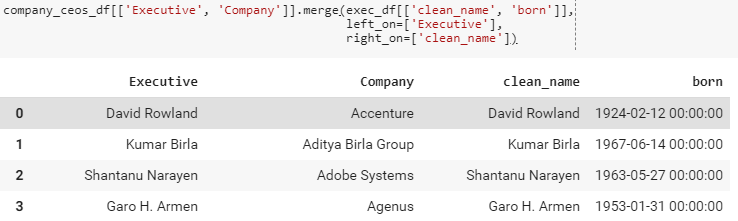 company_ceos_df[['Executive', 'Company']].merge(exec_df[['clean_name', 'born']],
left_on=['Executive'],
right_on=['clean_name'])
Executive Company clean_name born
0 David Rowland Accenture David Rowland 1924-02-12 00:00:00
1 Kumar Birla Aditya Birla Group Kumar Birla 1967-06-14 00:00:00
2 Shantanu Narayen Adobe Systems Shantanu Narayen 1963-05-27 00:00:00
3 Garo H. Armen Agenus Garo H. Armen 1953-01-31 00:00:00